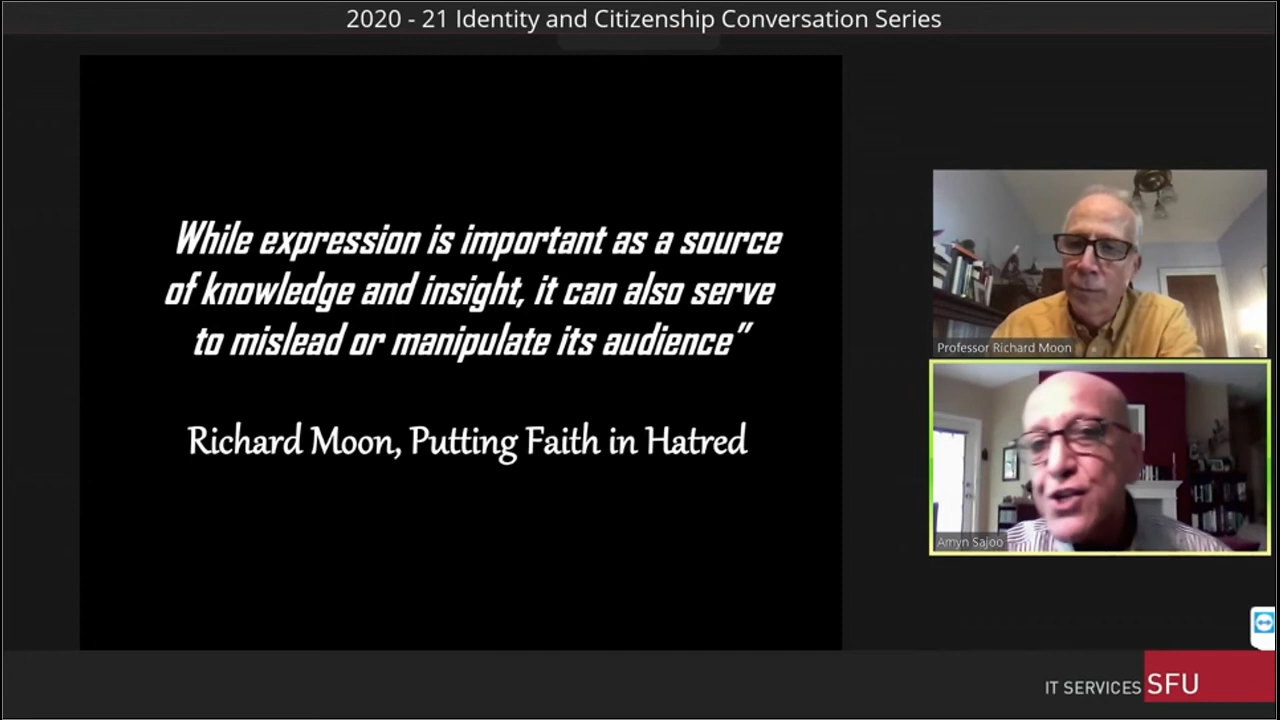 2020 - 21 Identity and Citizenship Conversation Series
While expression is important as a source
of knowledge and insight, it can also serve
to mislead or manipulate its audience”
Richard Moon, Putting Faith in Hatred
Professor Richard Moon
Amyn Sajoo
IT SERVICES SFU